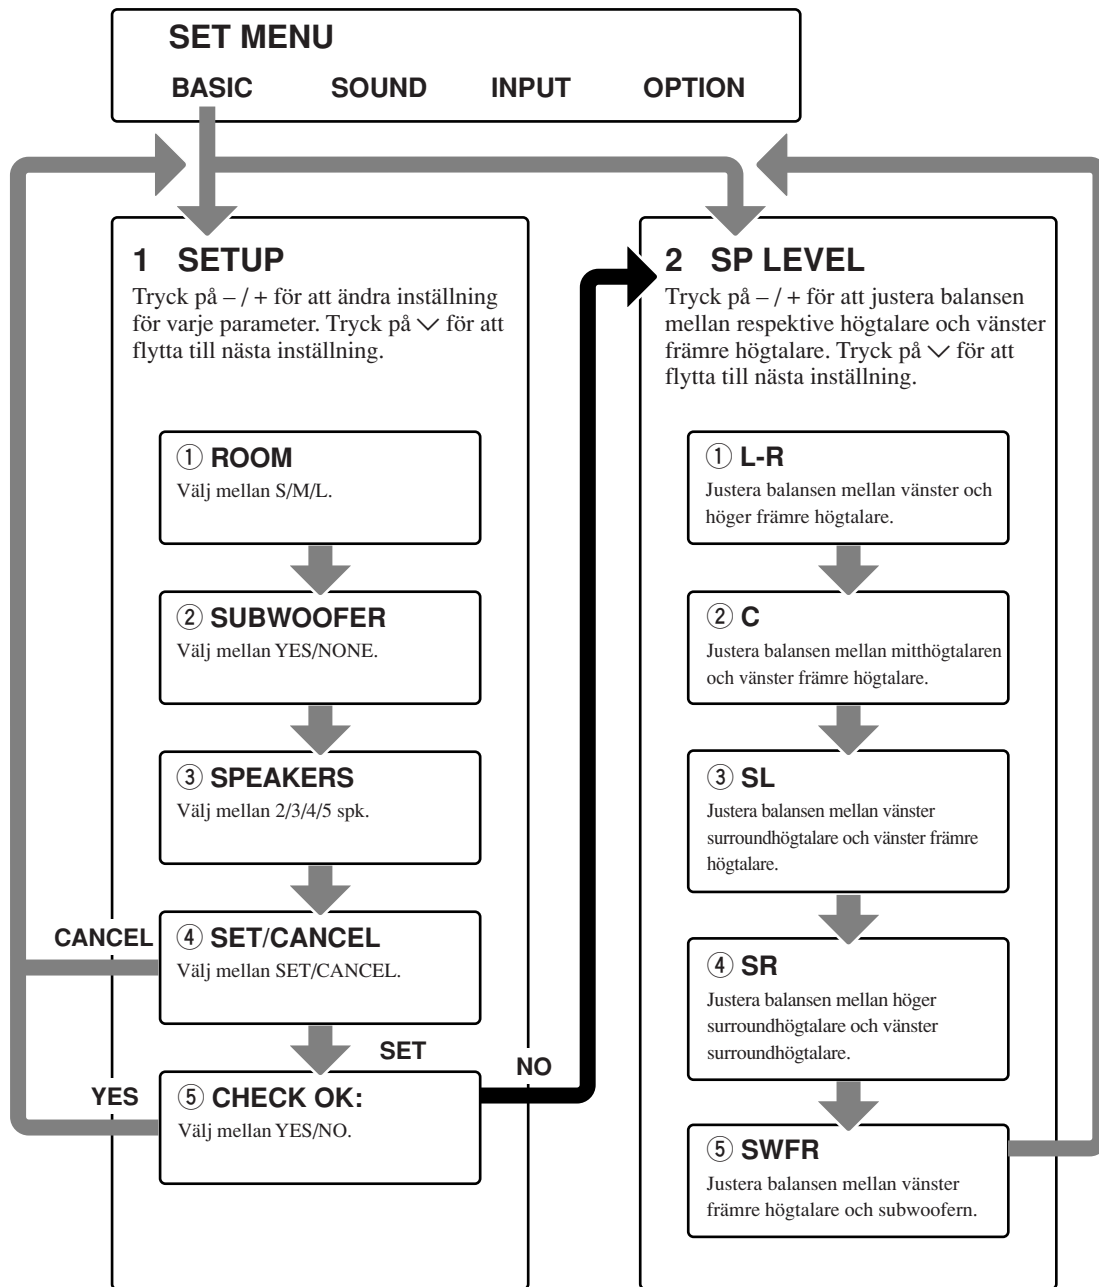 SET MENU
BASIC SOUND INPUT OPTION
1 SETUP
Tryck på – / + för att ändra inställning
för varje parameter. Tryck på ∨ för att
flytta till nästa inställning.
① ROOM
Välj mellan S/M/L.
② SUBWOOFER
Välj mellan YES/NONE.
③ SPEAKERS
Välj mellan 2/3/4/5 spk.
CANCEL
④ SET/CANCEL
Välj mellan SET/CANCEL.
SET
NO
YES
⑤ CHECK OK:
Välj mellan YES/NO.
2 SP LEVEL
Tryck på – / + för att justera balansen
mellan respektive högtalare och vänster
främre högtalare. Tryck på ∨ för att
flytta till nästa inställning.
① L-R
Justera balansen mellan vänster och
höger främre högtalare.
② C
Justera balansen mellan mitthögtalaren
och vänster främre högtalare.
③ SL
Justera balansen mellan vänster
surroundhögtalare och vänster främre
högtalare.
④ SR
Justera balansen mellan höger
surroundhögtalare och vänster
surroundhögtalare.
⑤ SWFR
Justera balansen mellan vänster
främre högtalare och subwoofern.